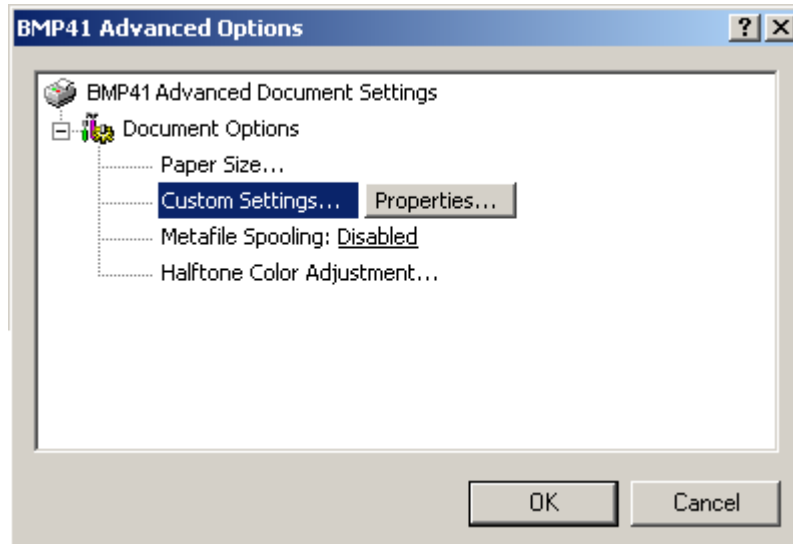 BMP41 Advanced Options
BMP41 Advanced Document Settings
Document Options
Paper Size...
Custom Settings... Properties...
Metafile Spooling: Disabled
Halftone Color Adjustment...
OK Cancel